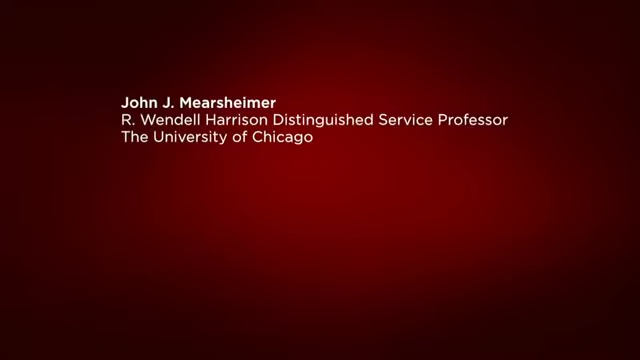 John J. Mearsheimer
R. Wendell Harrison Distinguished Service Professor
The University of Chicago